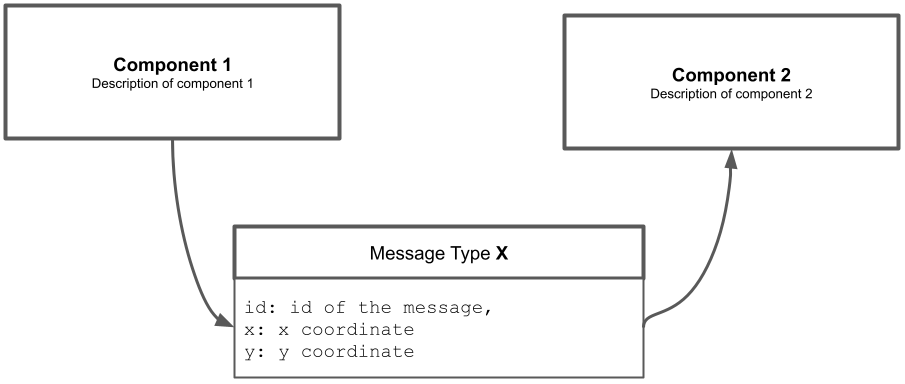 Component 1
Description of component 1
Component 2
Description of component 2
Message Type X
id: id of the message,
x: x coordinate
y: y coordinate